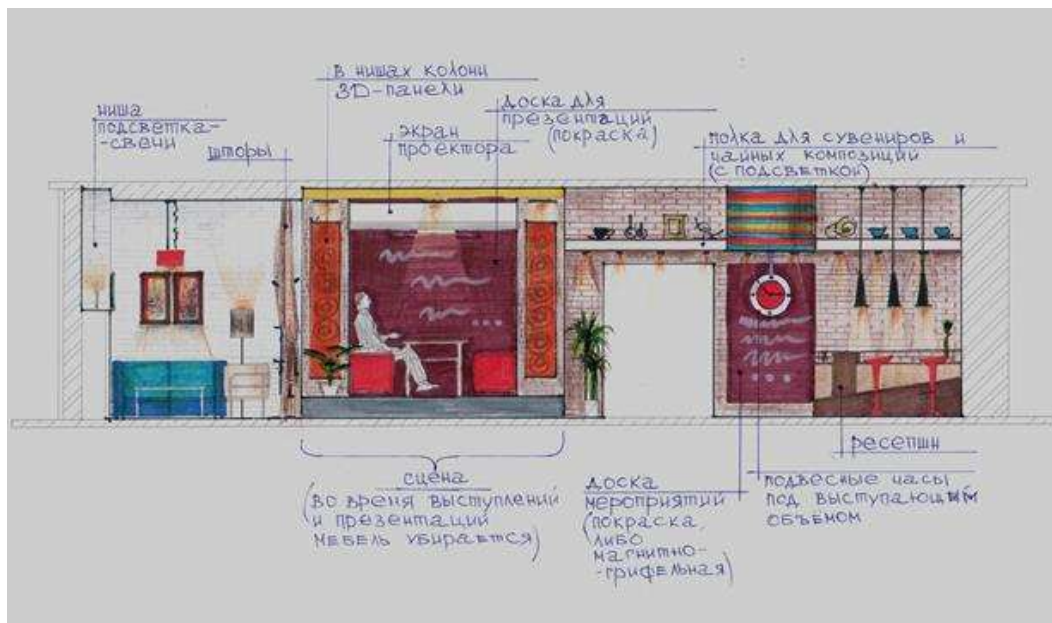 ниша
подсветка-
-свечи
шторы
в нишах колонн
3D-панели
экран
проектора
доска для
презентаций
(покраска)
полка для сувениров и
чайных композиций
(с подсветкой)
сцена
(во время выступлений
и презентаций
мебель убирается)
доска
мероприятий
(покраска,
либо
магнитно-
-грифельная)
ресепшн
подвесные часы
под выступающим
объёмом